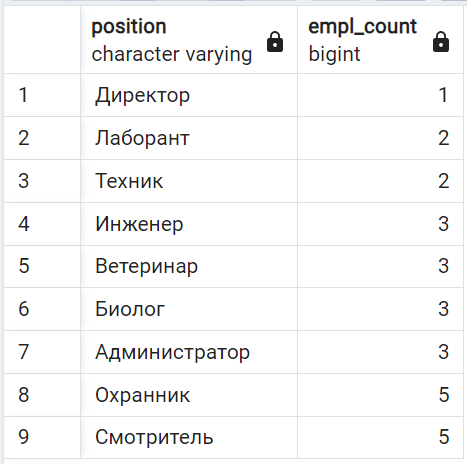 position empl_count
character varying bigint
1 Директор 1
2 Лаборант 2
3 Техник 2
4 Инженер 3
5 Ветеринар 3
6 Биолог 3
7 Администратор 3
8 Охранник 5
9 Смотритель 5